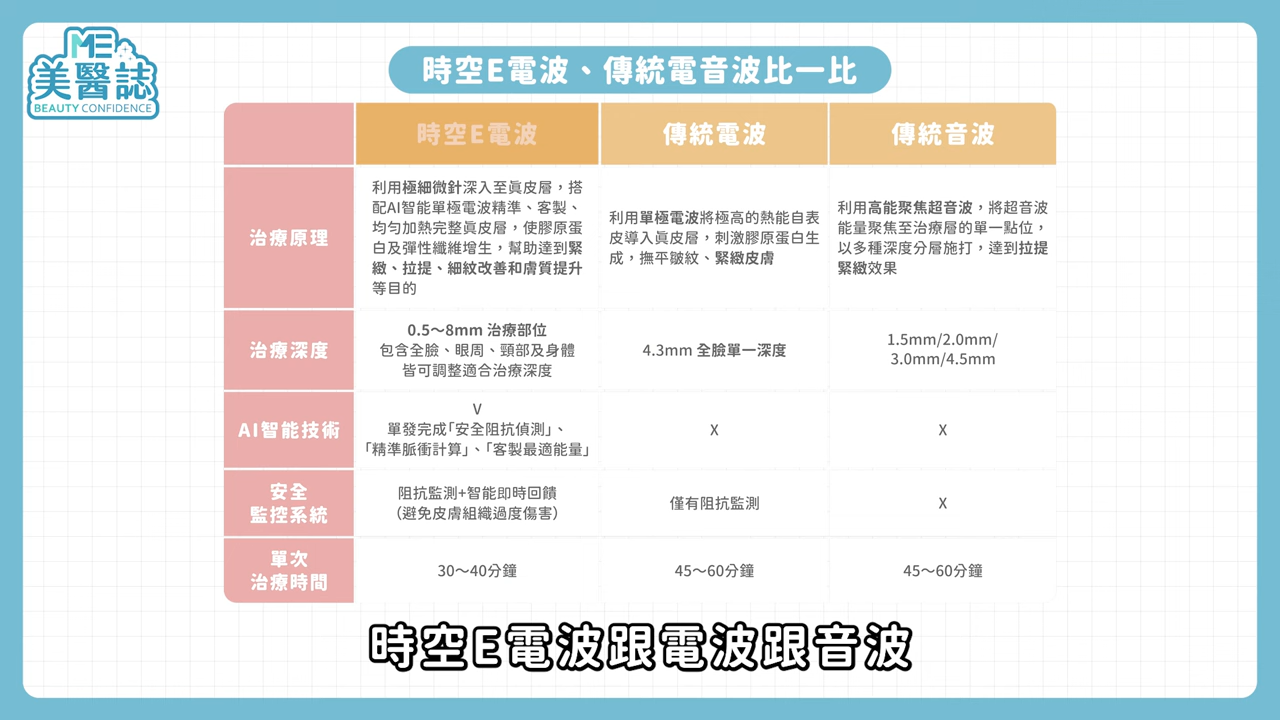 ME
美醫誌
BEAUTY CONFIDENCE
時空E電波、傳統電音波比一比
時空E電波
傳統電波
傳統音波
治療原理
利用極細微針深入至真皮層，搭
配AI智能單極電波精準、客製、
均勻加熱完整真皮層，使膠原蛋
白及彈性纖維增生，幫助達到緊
緻、拉提、細紋改善和膚質提升
等目的
利用單極電波將極高的熱能自表
皮導入真皮層，刺激膠原蛋白生
成，撫平皺紋、緊緻皮膚
利用高能聚焦超音波，將超音波
能量聚焦至治療層的單一點位，
以多種深度分層施打，達到拉提
緊緻效果
治療深度
0.5～8mm 治療部位
包含全臉、眼周、頸部及身體
皆可調整適合治療深度
4.3mm 全臉單一深度
1.5mm/2.0mm/
3.0mm/4.5mm
AI智能技術
V
單發完成「安全阻抗偵測」、
「精準脈衝計算」、「客製最適能量」
X
X
安全
監控系統
阻抗監測+智能即時回饋
（避免皮膚組織過度傷害）
僅有阻抗監測
X
單次
治療時間
30～40分鐘
45～60分鐘
45～60分鐘
時空E電波跟電波跟音波